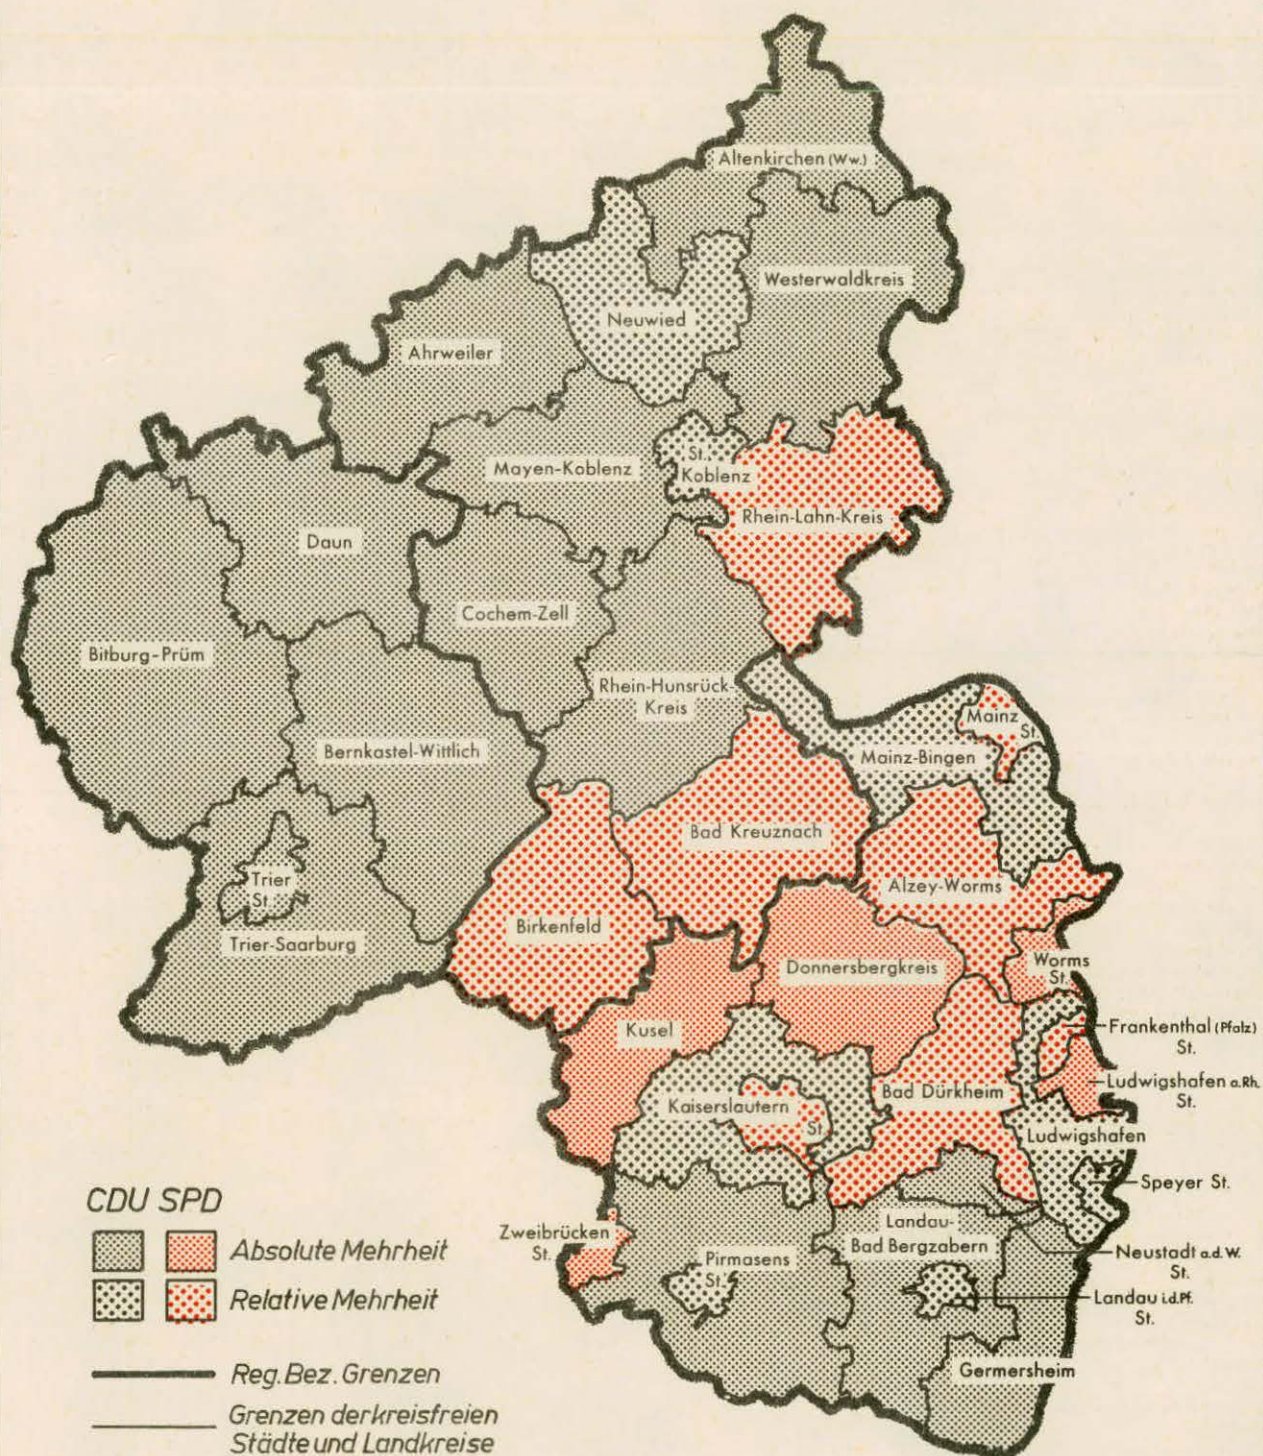 Altenkirchen (Ww.)
Westerwaldkreis
Neuwied
Ahrweiler
Mayen-Koblenz
St.
Koblenz
Rhein-Lahn-Kreis
Daun
Cochem-Zell
Bitburg-Prüm
Rhein-Hunsrück-
Kreis
Mainz
St.
Bernkastel-Wittlich
Mainz-Bingen
Bad Kreuznach
Trier
St.
Alzey-Worms
Birkenfeld
Trier-Saarburg
Donnersbergkreis
Worms
St.
Kusel
Frankenthal (Pfalz)
St.
Ludwigshafen a.Rh.
St.
Bad Dürkheim
Kaiserslautern
St.
Ludwigshafen
Speyer St.
CDU SPD
Absolute Mehrheit
Relative Mehrheit
Zweibrücken
St.
Landau-
Bad Bergzabern
Pirmasens
St.
Neustadt a.d.W.
St.
Landau i.d.Pf.
St.
Germersheim
Reg. Bez. Grenzen
Grenzen der kreisfreien
Städte und Landkreise